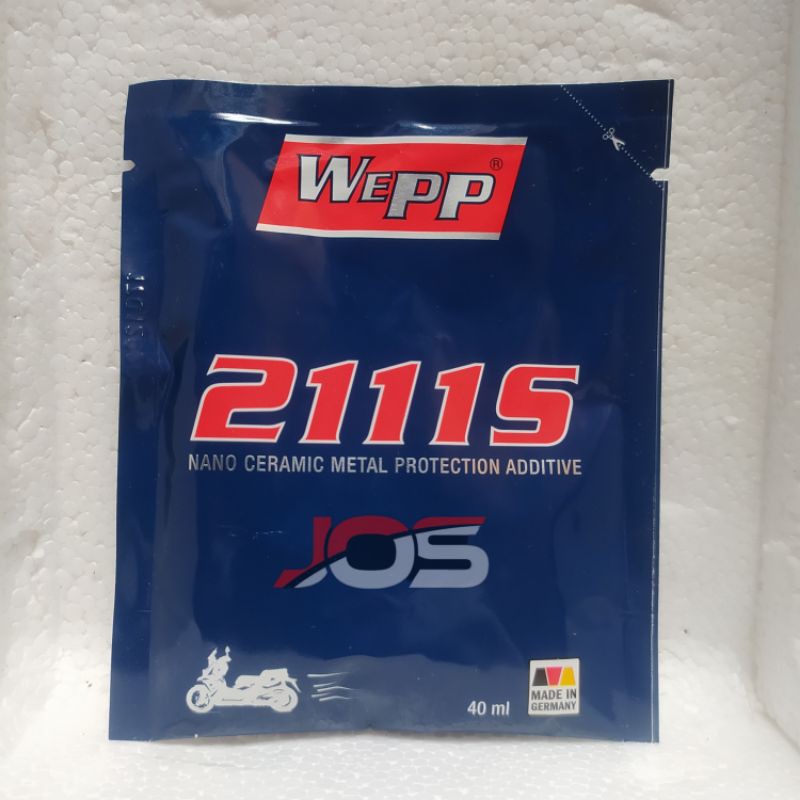 WEPP®
2111S
NANO CERAMIC METAL PROTECTION ADDITIVE
JOS
40 ml
MADE IN
GERMANY